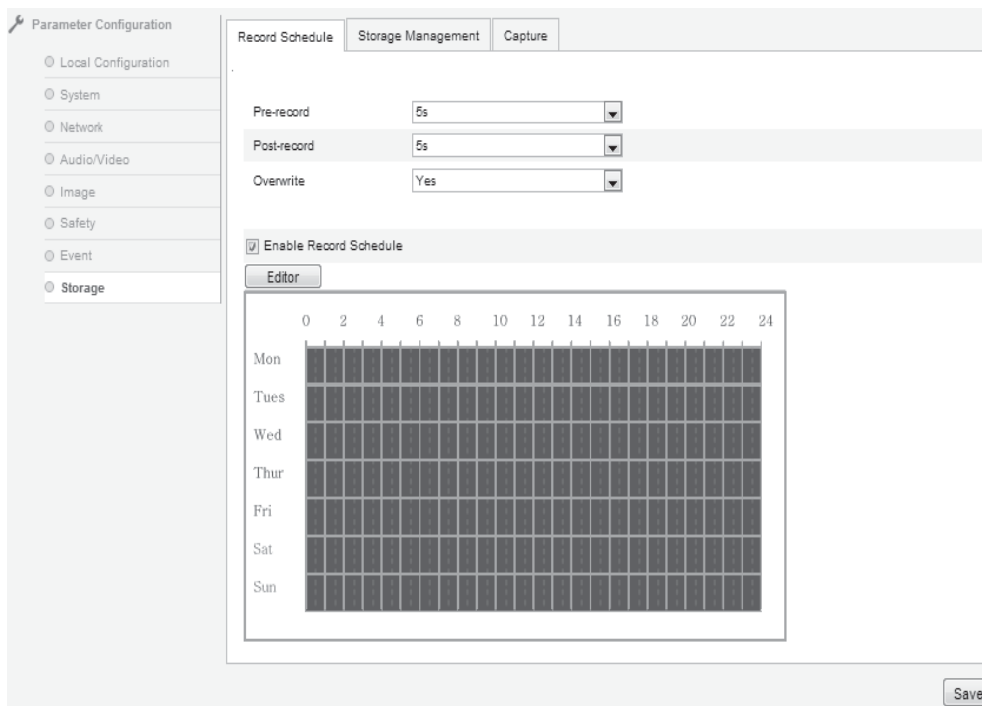 Parameter Configuration
Local Configuration
System
Network
Audio/Video
Image
Safety
Event
Storage
Record Schedule
Storage Management
Capture
Pre-record
5s
Post-record
5s
Overwrite
Yes
Enable Record Schedule
Editor
0 2 4 6 8 10 12 14 16 18 20 22 24
Mon
Tues
Wed
Thur
Fri
Sat
Sun
Save